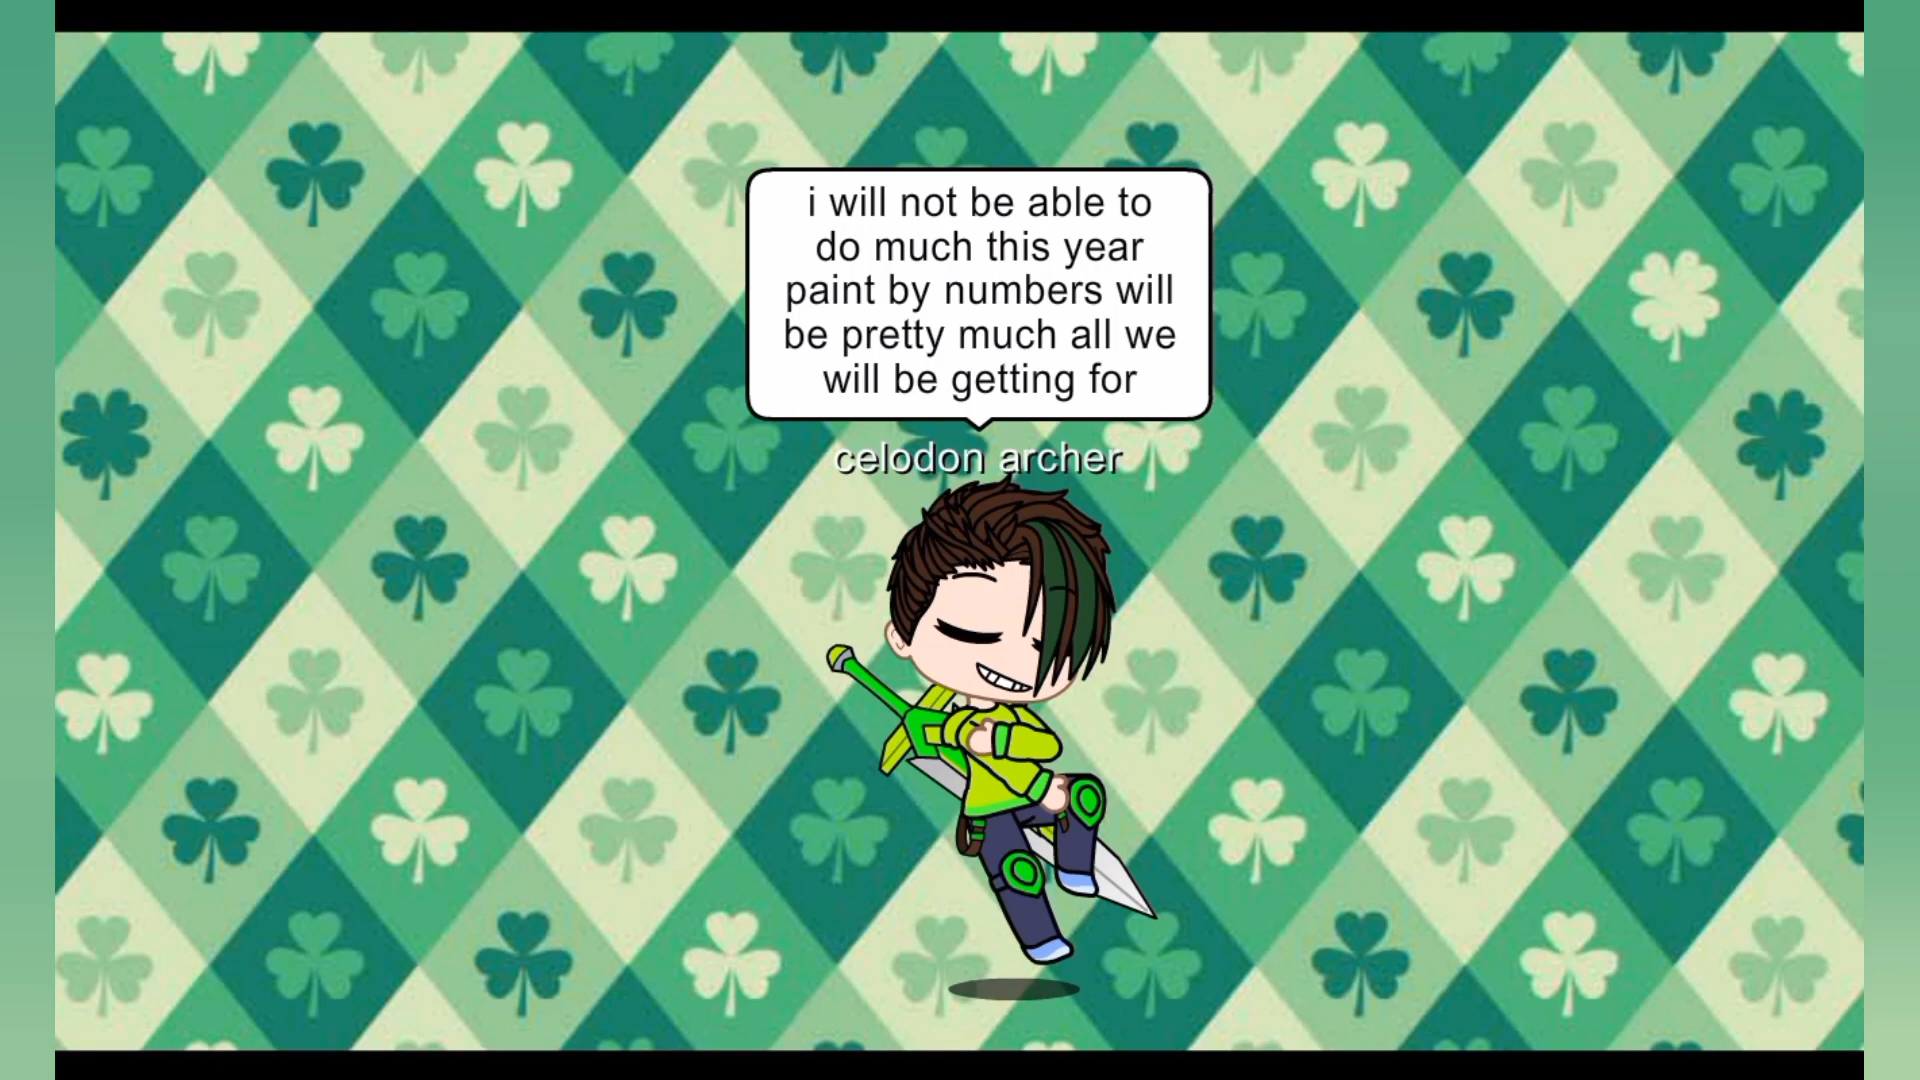 i will not be able to
do much this year
paint by numbers will
be pretty much all we
will be getting for
celodon archer